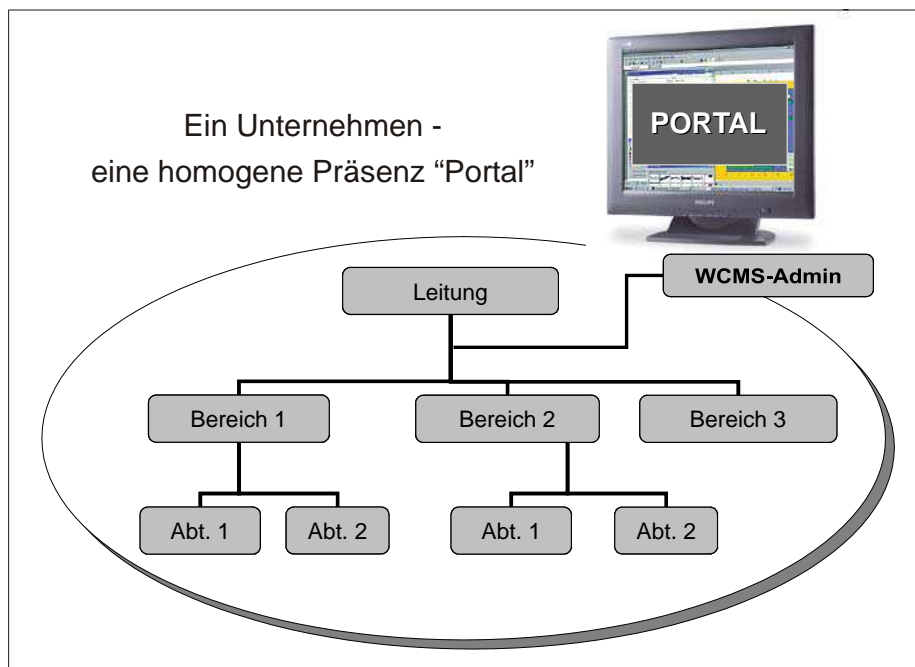 Ein Unternehmen -
eine homogene Präsenz “Portal”
PORTAL
PHILIPS
WCMS-Admin
Leitung
Bereich 1
Bereich 2
Bereich 3
Abt. 1
Abt. 2
Abt. 1
Abt. 2